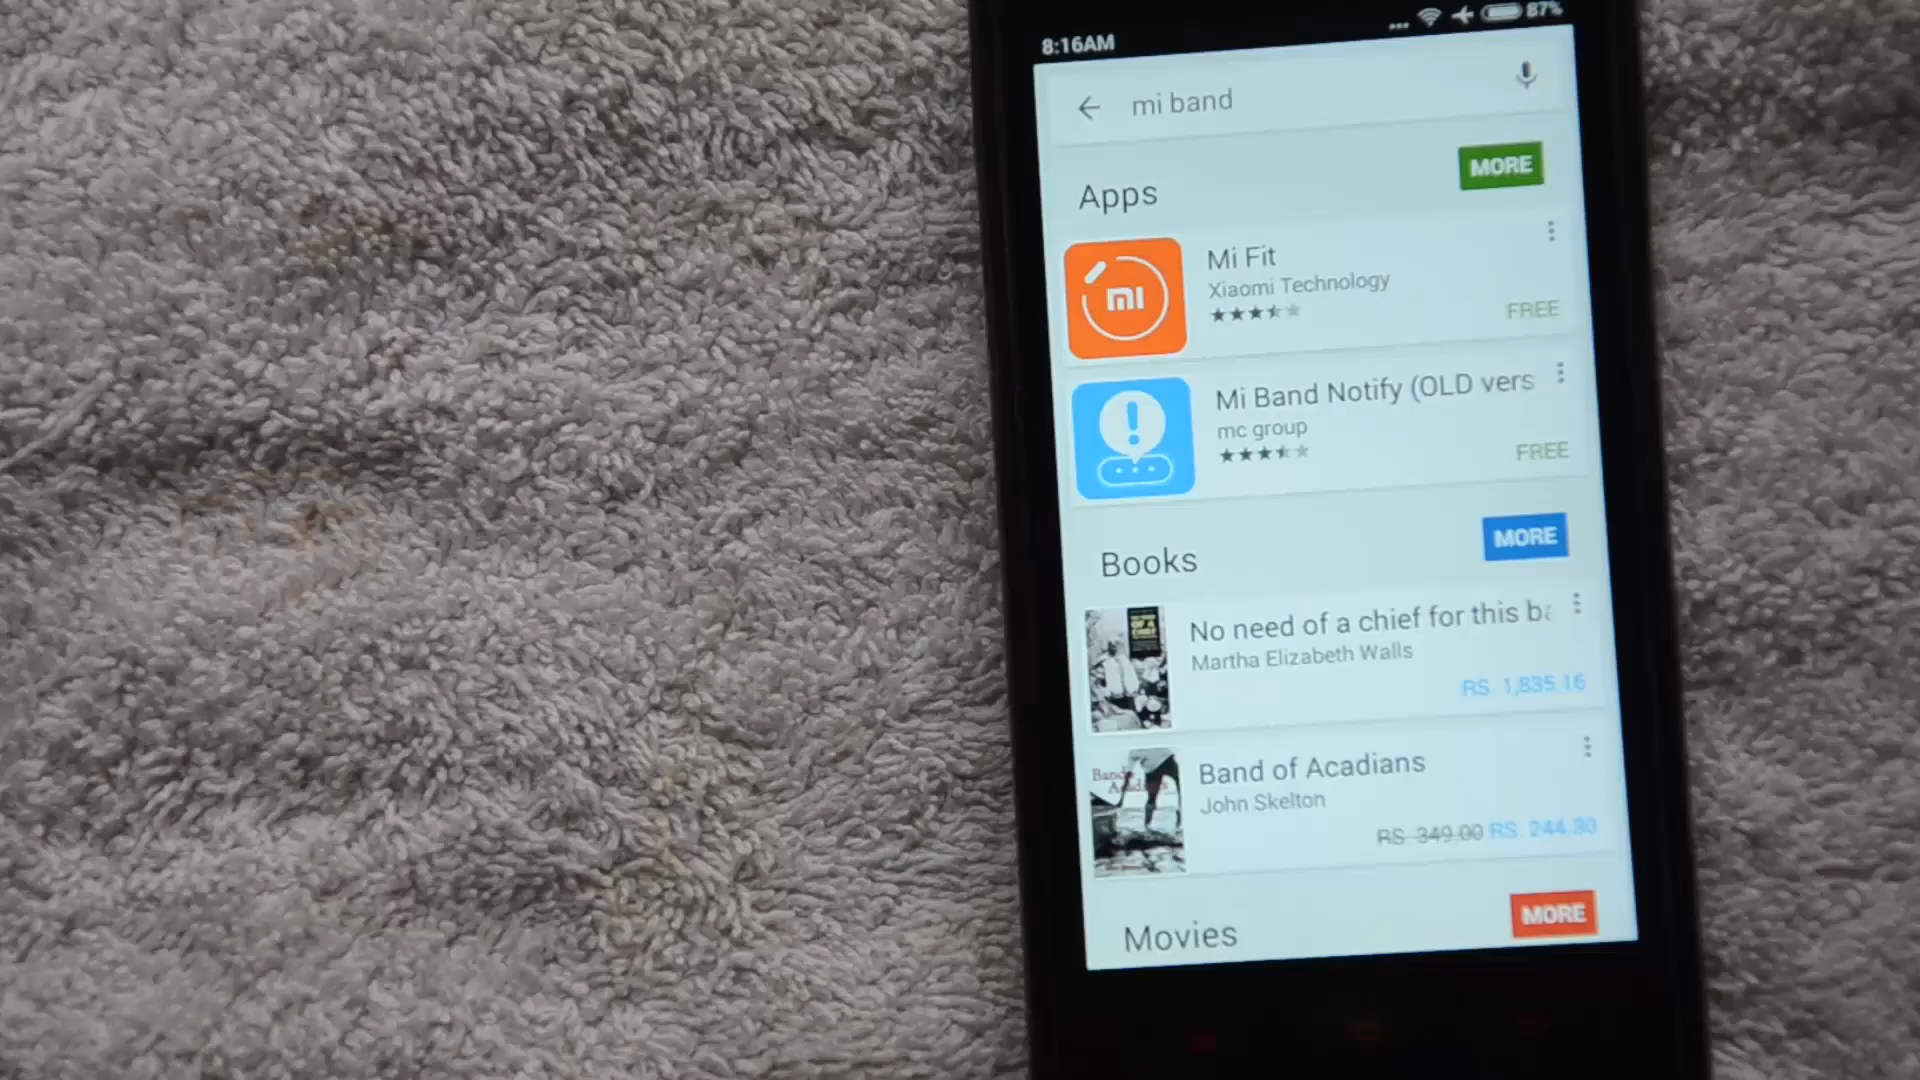 8:16AM
87%
mi band
Apps
MORE
mi
Mi Fit
Xiaomi Technology
FREE
Mi Band Notify (OLD vers
mc group
FREE
Books
MORE
No need of a chief for this ba
Martha Elizabeth Walls
RS 1,835.16
Band of Acadians
John Skelton
RS 349.00 RS 244.30
Movies
MORE